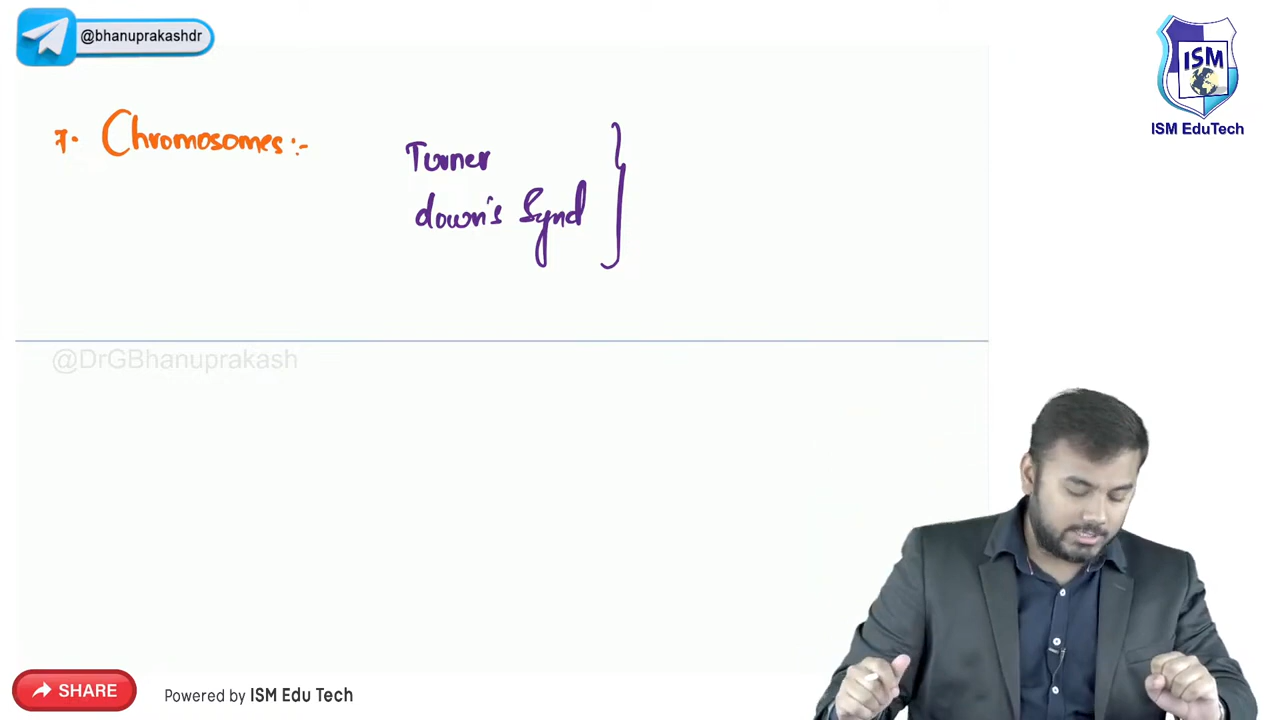 @bhanuprakashdr
ISM
ISM EduTech
7. Chromosomes:-
Turner
down's Synd
@DrGBhanuprakash
SHARE
Powered by ISM Edu Tech